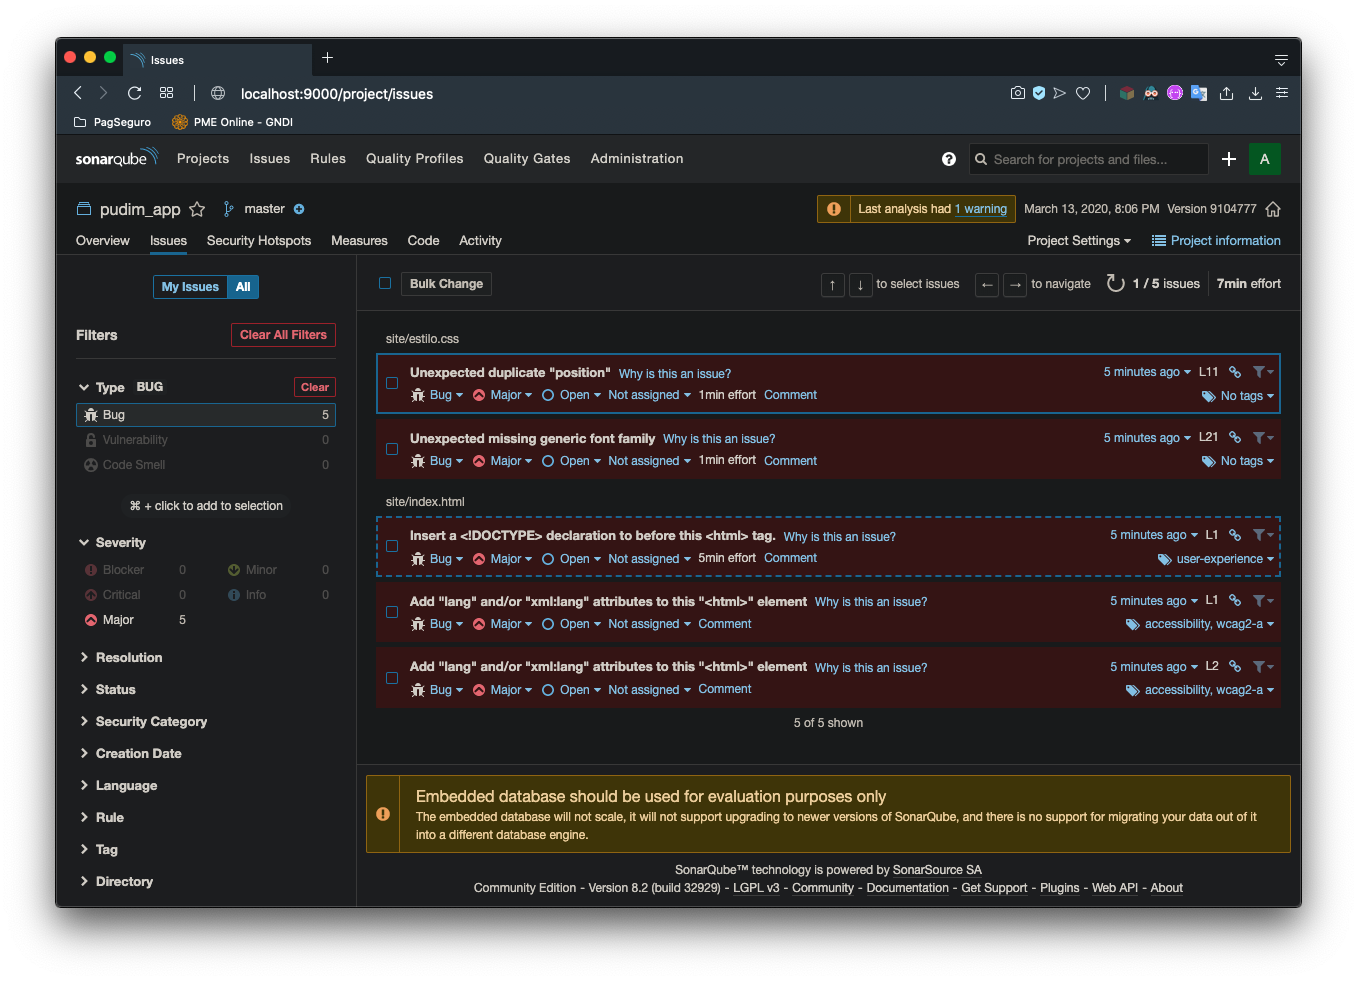 Issues
localhost:9000/project/issues
PagSeguro PME Online - GNDI
sonarqube Projects Issues Rules Quality Profiles Quality Gates Administration Search for projects and files... A
pudim_app master Last analysis had 1 warning March 13, 2020, 8:06 PM Version 9104777
Overview Issues Security Hotspots Measures Code Activity Project Settings Project information
My Issues All
Bulk Change ↑ ↓ to select issues ← → to navigate 1 / 5 issues 7min effort
Filters Clear All Filters
Type BUG Clear
Bug 5
Vulnerability 0
Code Smell 0
⌘ + click to add to selection
Severity
Blocker 0 Minor 0
Critical 0 Info 0
Major 5
Resolution
Status
Security Category
Creation Date
Language
Rule
Tag
Directory
site/estilo.css
Unexpected duplicate "position" Why is this an issue? 5 minutes ago L11
Bug Major Open Not assigned 1min effort Comment No tags
Unexpected missing generic font family Why is this an issue? 5 minutes ago L21
Bug Major Open Not assigned 1min effort Comment No tags
site/index.html
Insert a <!DOCTYPE> declaration to before this <html> tag. Why is this an issue? 5 minutes ago L1
Bug Major Open Not assigned 5min effort Comment user-experience
Add "lang" and/or "xml:lang" attributes to this "<html>" element Why is this an issue? 5 minutes ago L1
Bug Major Open Not assigned Comment accessibility, wcag2-a
Add "lang" and/or "xml:lang" attributes to this "<html>" element Why is this an issue? 5 minutes ago L2
Bug Major Open Not assigned Comment accessibility, wcag2-a
5 of 5 shown
Embedded database should be used for evaluation purposes only
The embedded database will not scale, it will not support upgrading to newer versions of SonarQube, and there is no support for migrating your data out of it
into a different database engine.
SonarQube™ technology is powered by SonarSource SA
Community Edition - Version 8.2 (build 32929) - LGPL v3 - Community - Documentation - Get Support - Plugins - Web API - About